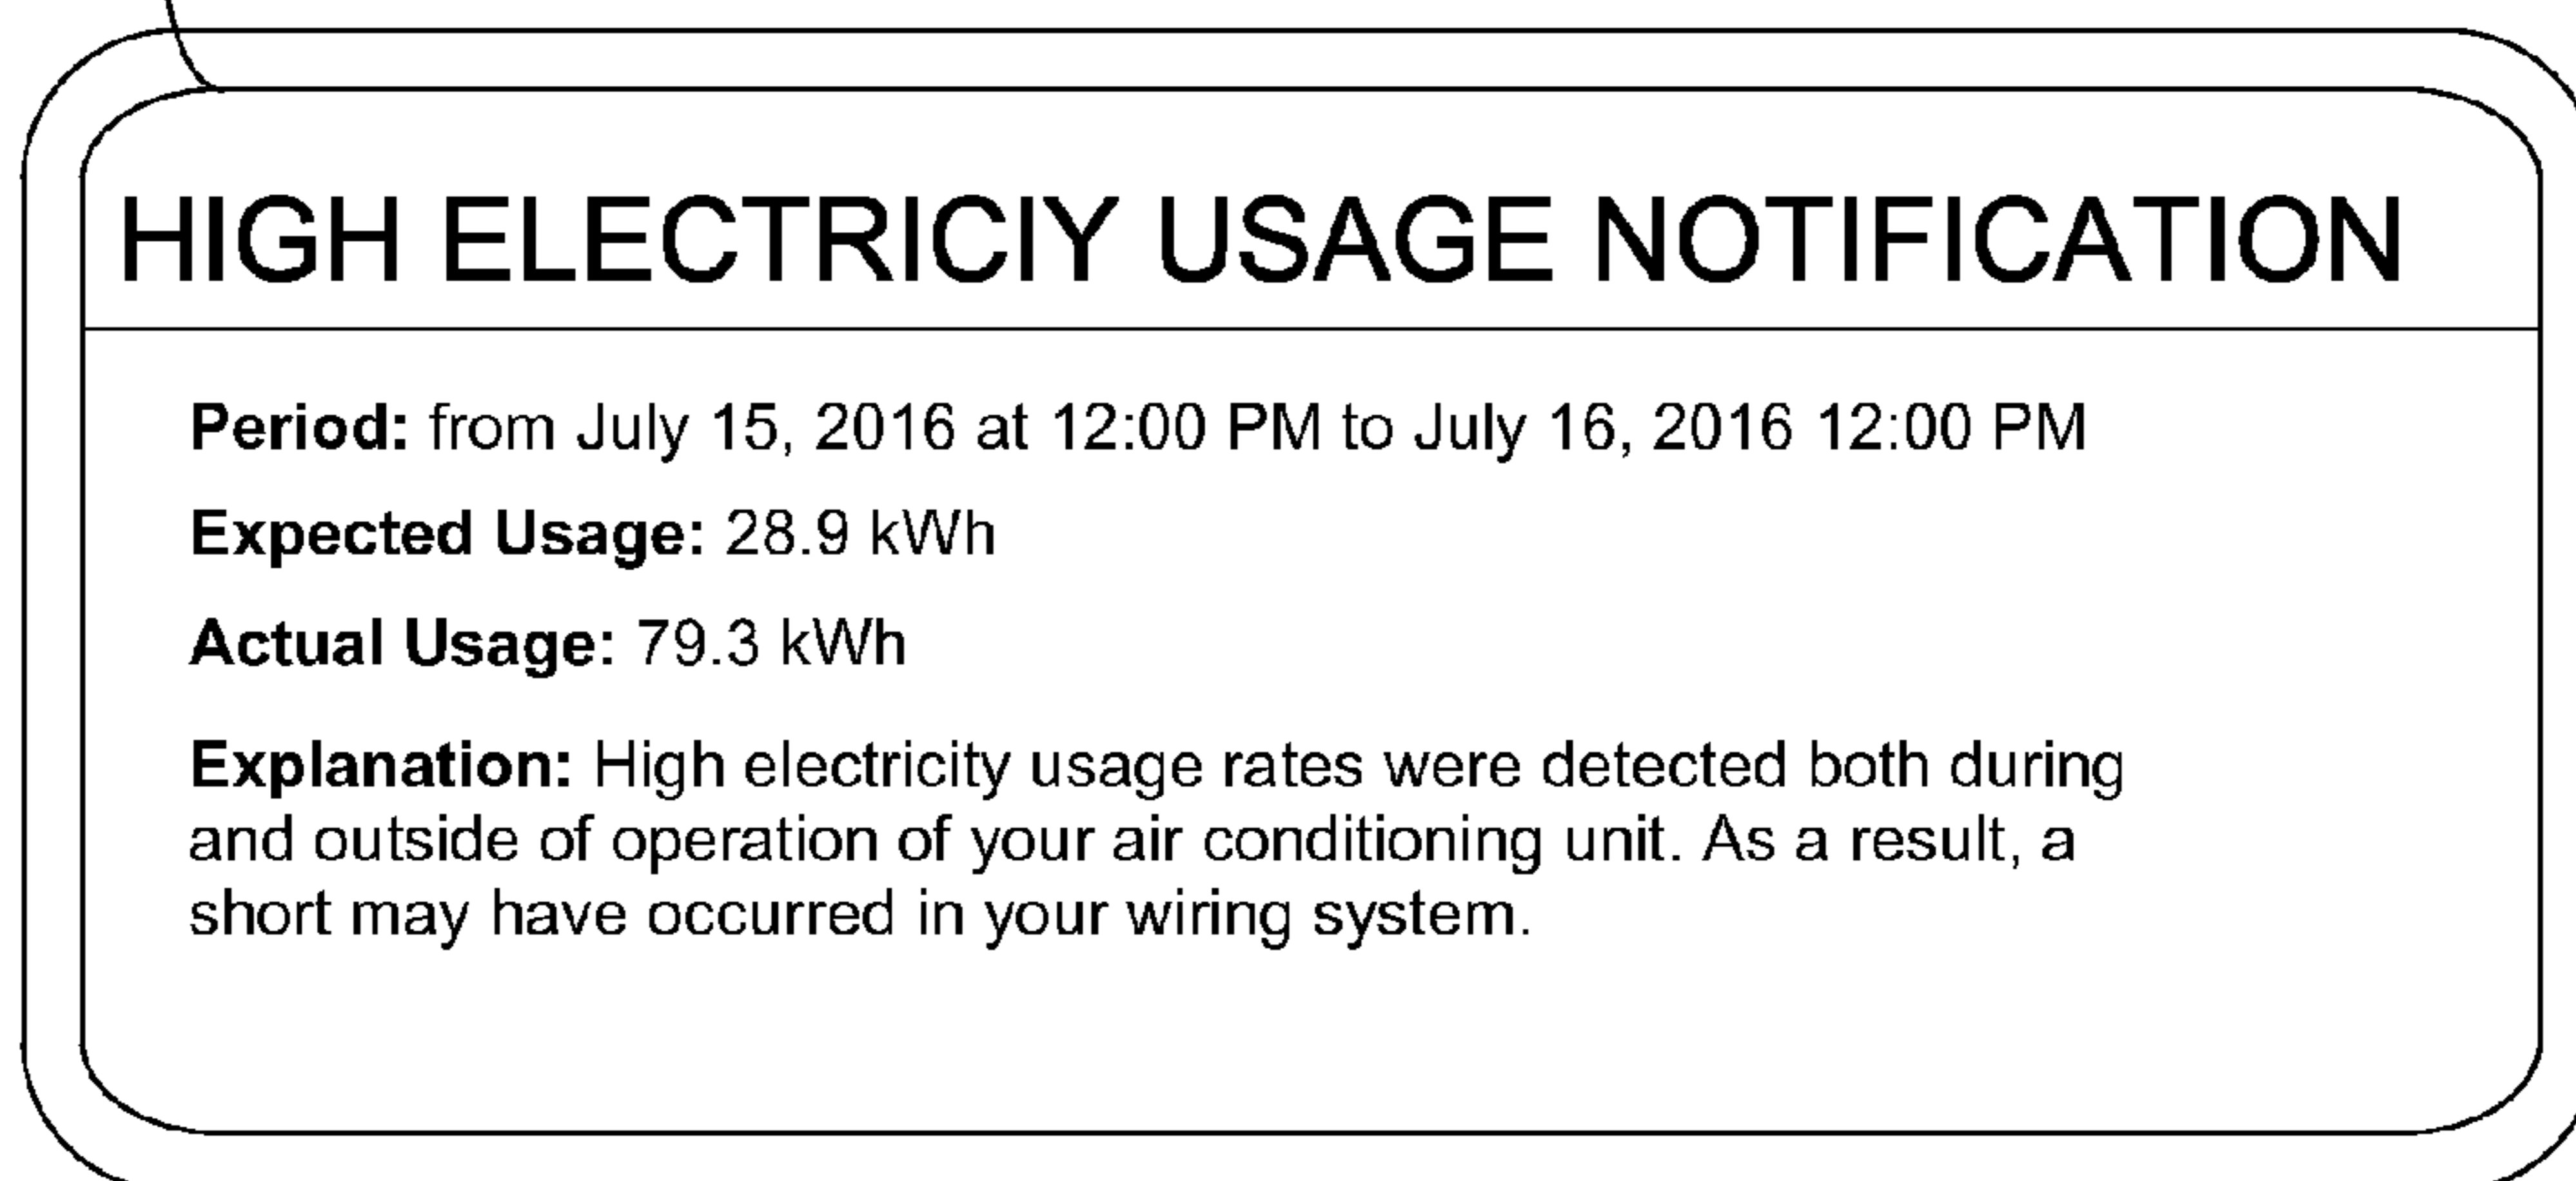 HIGH ELECTRICIY USAGE NOTIFICATION
Period: from July 15, 2016 at 12:00 PM to July 16, 2016 12:00 PM
Expected Usage: 28.9 kWh
Actual Usage: 79.3 kWh
Explanation: High electricity usage rates were detected both during
and outside of operation of your air conditioning unit. As a result, a
short may have occurred in your wiring system.